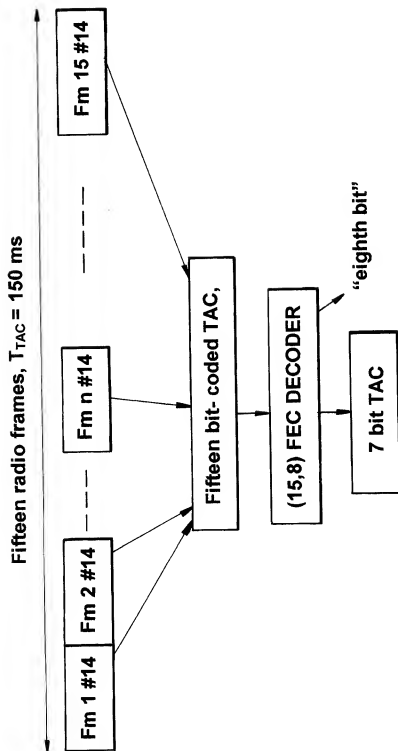 Fifteen radio frames, TTAC = 150 ms
Fm 1 #14
Fm 2 #14
Fm n #14
Fm 15 #14
Fifteen bit- coded TAC,
(15,8) FEC DECODER
“eighth bit”
7 bit TAC